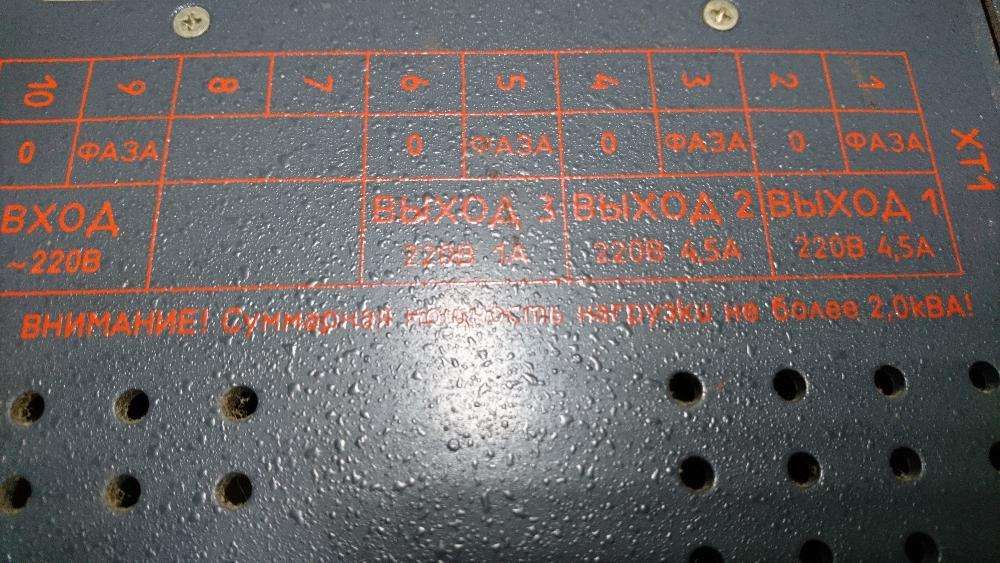 10 9 8 7 6 5 4 3 2 1
0 ФАЗА 0 ФАЗА 0 ФАЗА 0 ФАЗА
ХТ1
ВХОД ВЫХОД 3 ВЫХОД 2 ВЫХОД 1
~220В 220В 1А 220В 4,5А 220В 4,5А
ВНИМАНИЕ! Суммарная мощность нагрузки не более 2,0кВА!